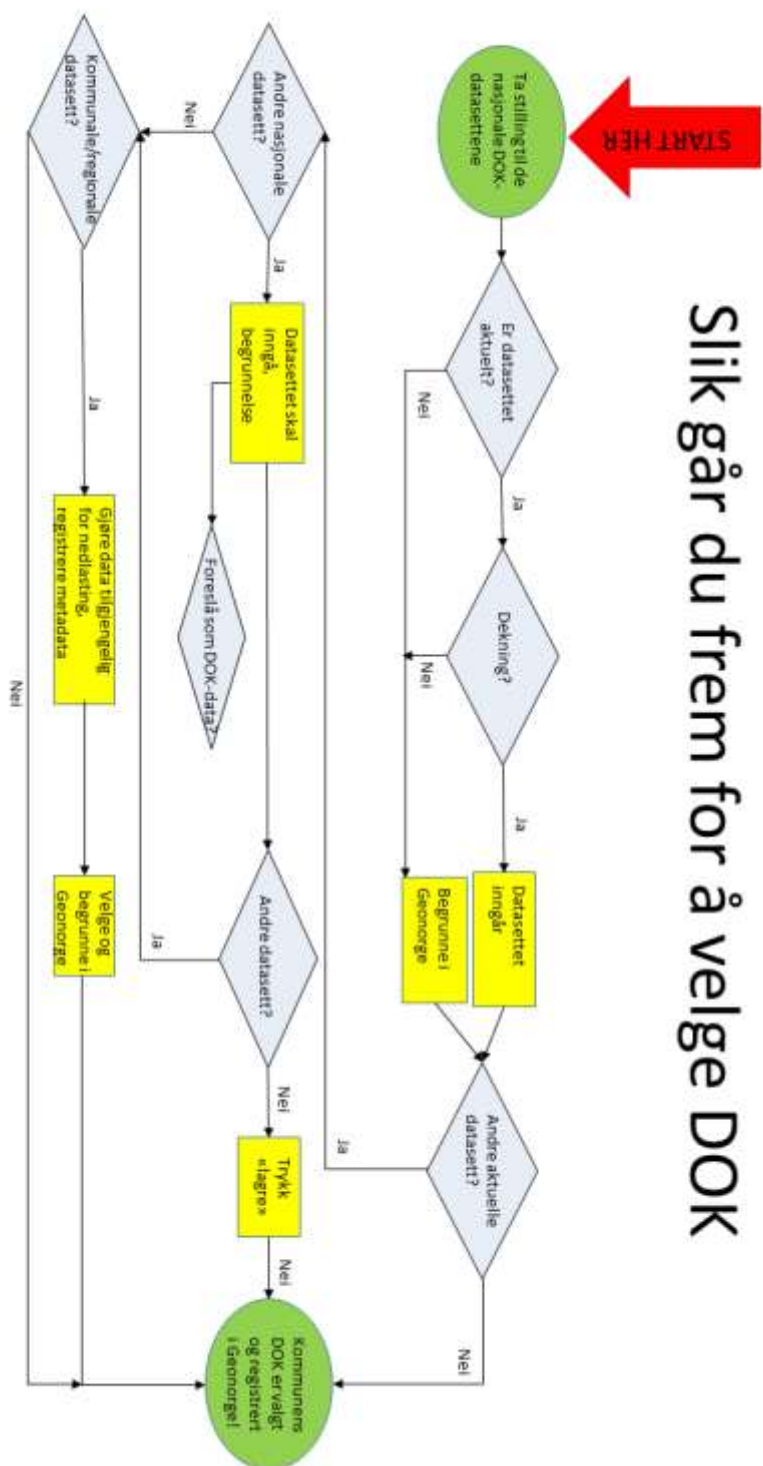 Slik går du frem for å velge DOK
START HER
Ta stilling til de
nasjonale DOK-
datasettene
Er datasettet
aktuelt?
Ja
Nei
Dekning?
Ja
Nei
Datasettet
inngår
Begrunne i
Geonorge
Andre aktuelle
datasett?
Nei
Ja
Andre nasjonale
datasett?
Ja
Nei
Datasettet skal
inngå,
begrunnelse
Foreslå som DOK-data?
Andre datasett?
Nei
Ja
Trykk
«lagre»
Nei
Kommunens
DOK er valgt
og registrert
i Geonorge!
Kommunale/regionale
datasett?
Ja
Gjøre data tilgjengelig
for nedlasting,
registrere metadata
Velge og
begrunne i
Geonorge
Nei